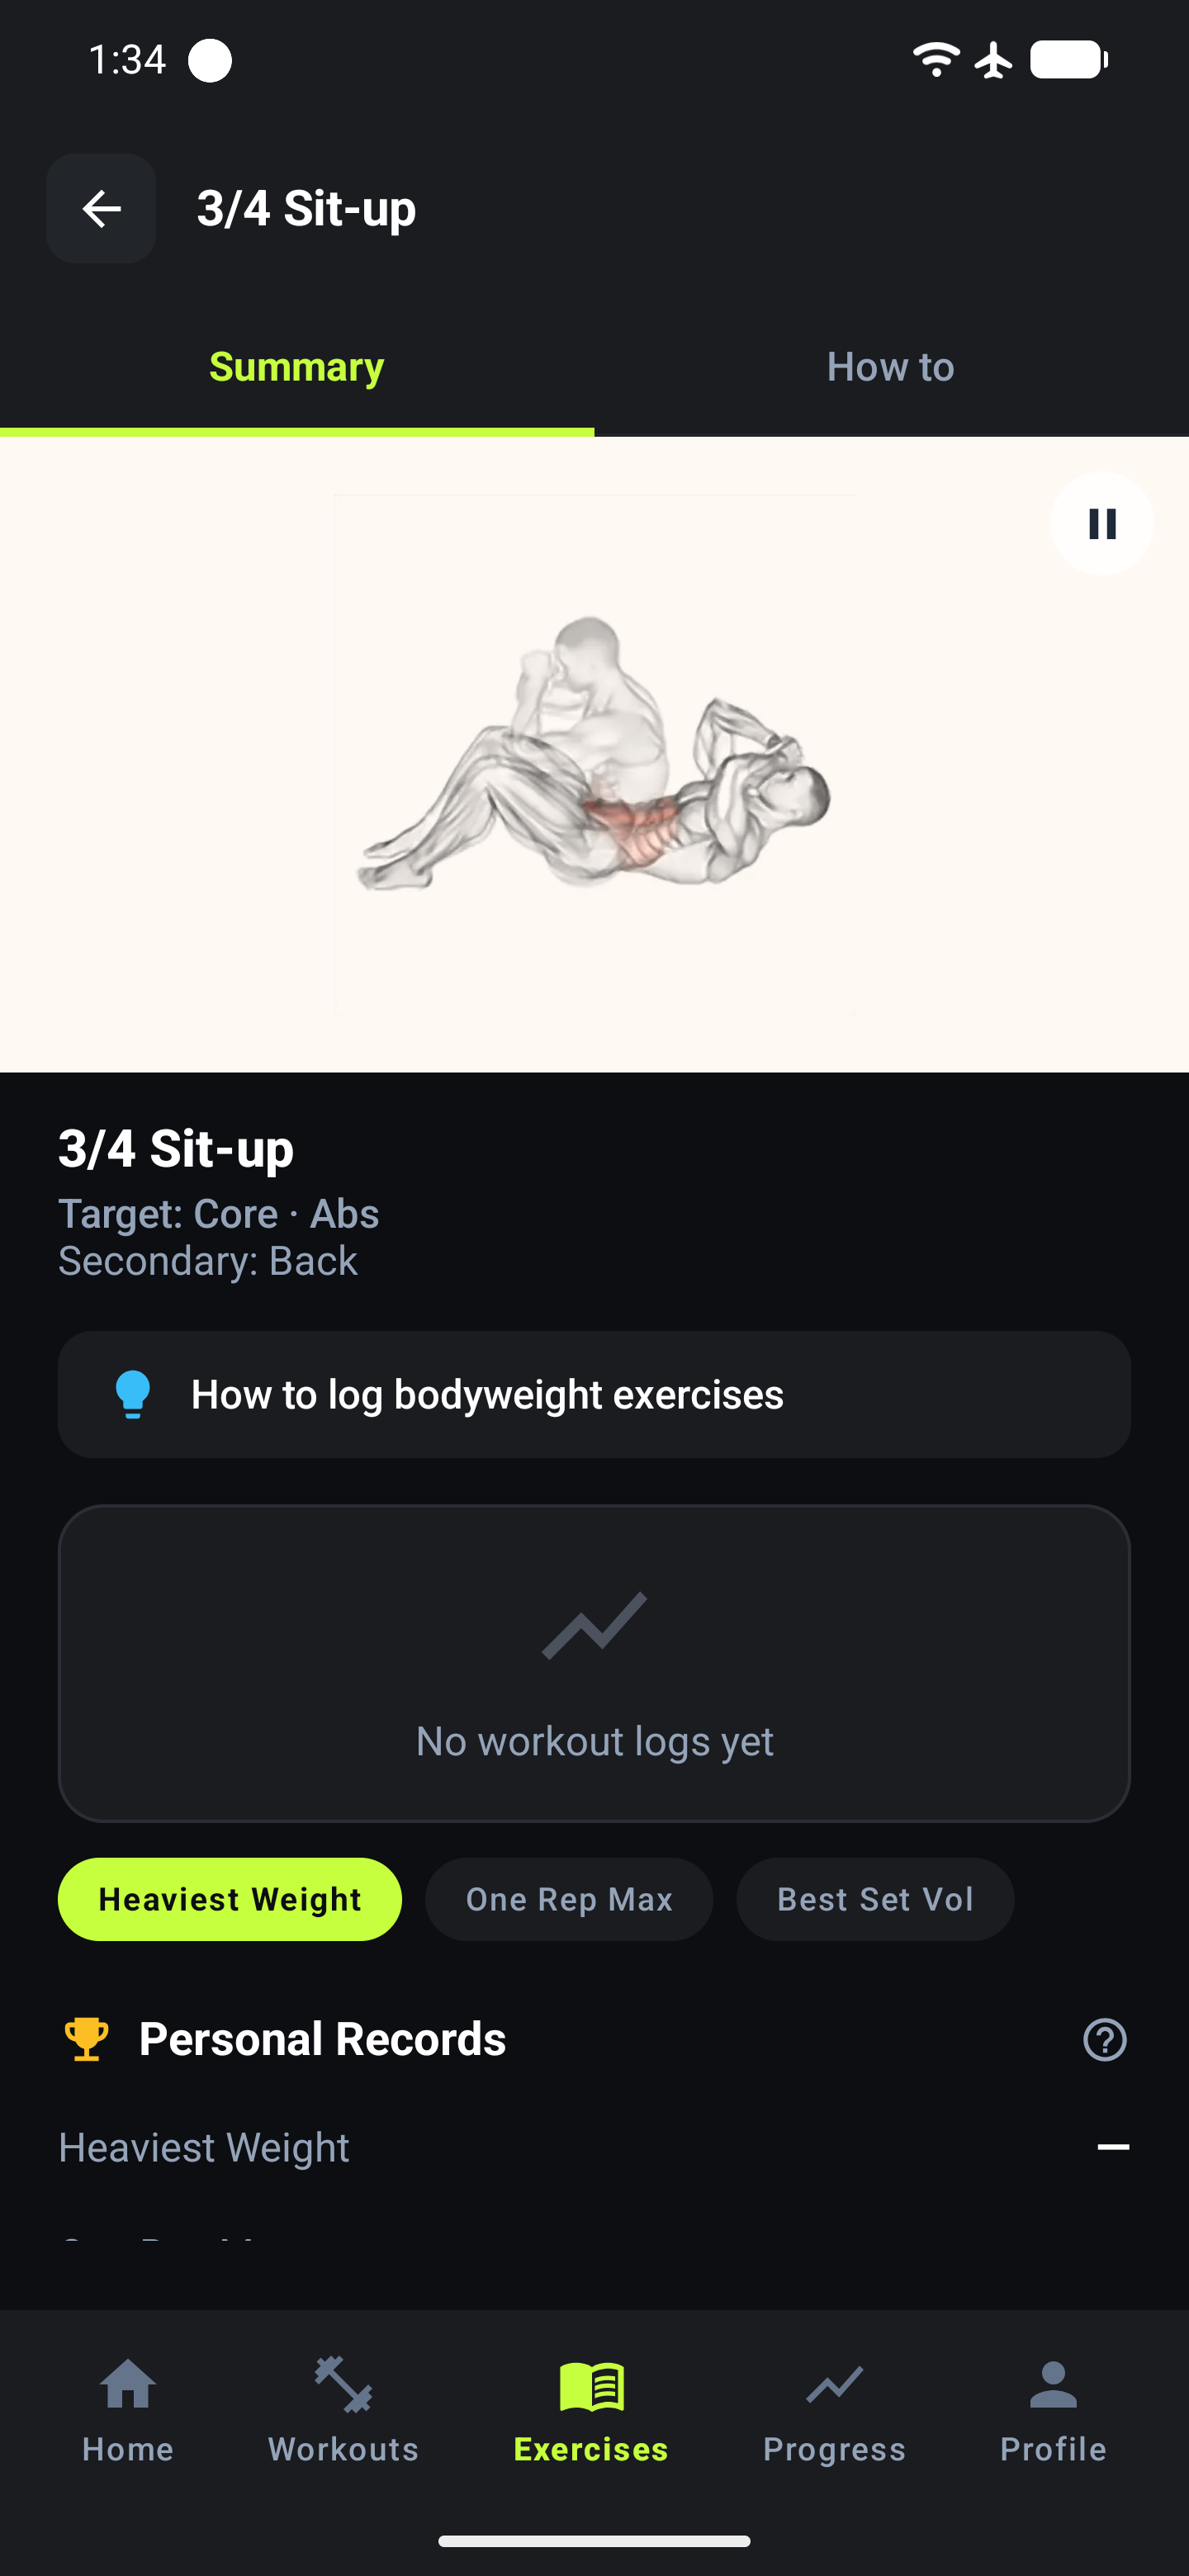 1:34
3/4 Sit-up
Summary
How to
3/4 Sit-up
Target: Core · Abs
Secondary: Back
How to log bodyweight exercises
No workout logs yet
Heaviest Weight
One Rep Max
Best Set Vol
Personal Records
Heaviest Weight
—
Home
Workouts
Exercises
Progress
Profile